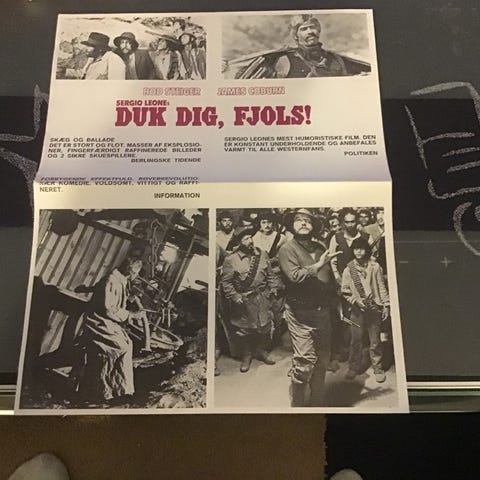 ROD STEIGER JAMES COBURN
SERGIO LEONE:
DUK DIG, FJOLS!
SKÆG OG BALLADE
DET ER STORT OG FLOT. MASSER AF EKSPLOSIO-
NER, FINGERFÆRDIGT RAFFINEREDE BILLEDER
OG 2 SIKRE SKUESPILLERE.
BERLINGSKE TIDENDE
SERGIO LEONES MEST HUMORISTISKE FILM. DEN
ER KONSTANT UNDERHOLDENDE OG ANBEFALES
VARMT TIL ALLE WESTERNFANS.
POLITIKEN
FORRYGENDE EFFEKTFULD, RØVERREVOLUTIO-
NÆR KOMEDIE. VOLDSOMT, VITTIGT OG RAFFI-
NERET.
INFORMATION